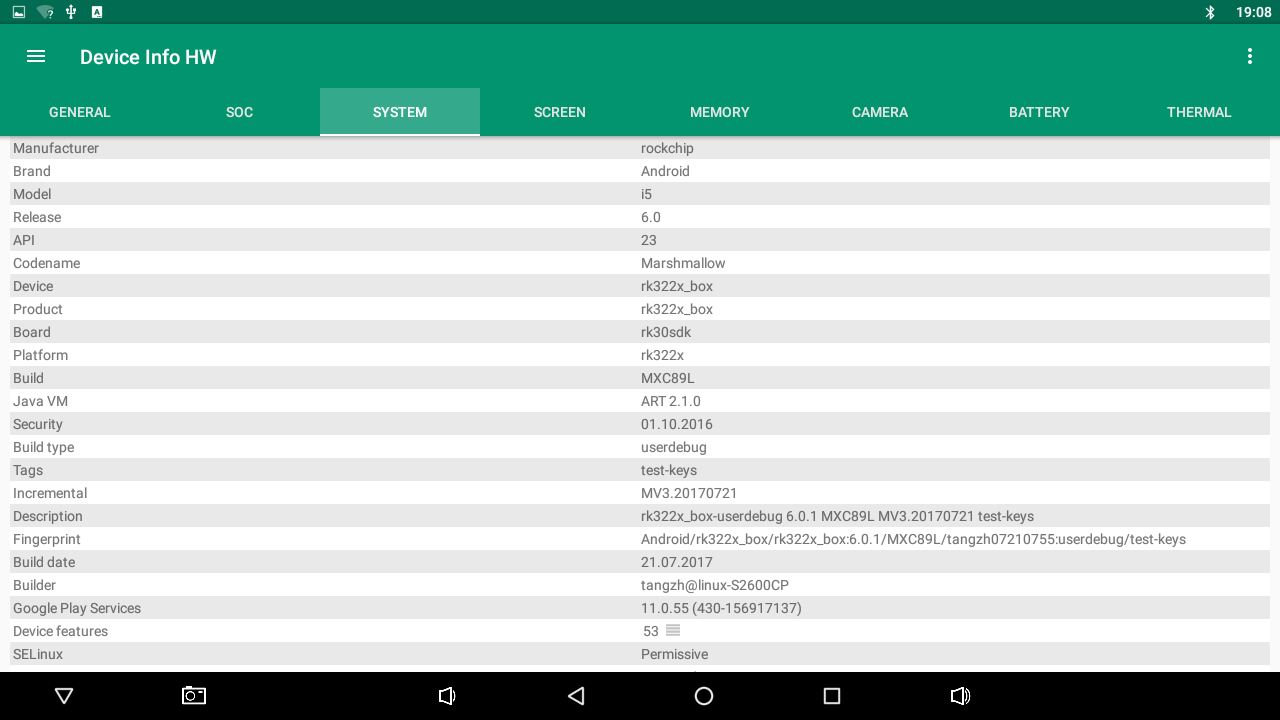 19:08
Device Info HW
GENERAL SOC SYSTEM SCREEN MEMORY CAMERA BATTERY THERMAL
Manufacturer rockchip
Brand Android
Model i5
Release 6.0
API 23
Codename Marshmallow
Device rk322x_box
Product rk322x_box
Board rk30sdk
Platform rk322x
Build MXC89L
Java VM ART 2.1.0
Security 01.10.2016
Build type userdebug
Tags test-keys
Incremental MV3.20170721
Description rk322x_box-userdebug 6.0.1 MXC89L MV3.20170721 test-keys
Fingerprint Android/rk322x_box/rk322x_box:6.0.1/MXC89L/tangzh07210755:userdebug/test-keys
Build date 21.07.2017
Builder tangzh@linux-S2600CP
Google Play Services 11.0.55 (430-156917137)
Device features 53
SELinux Permissive